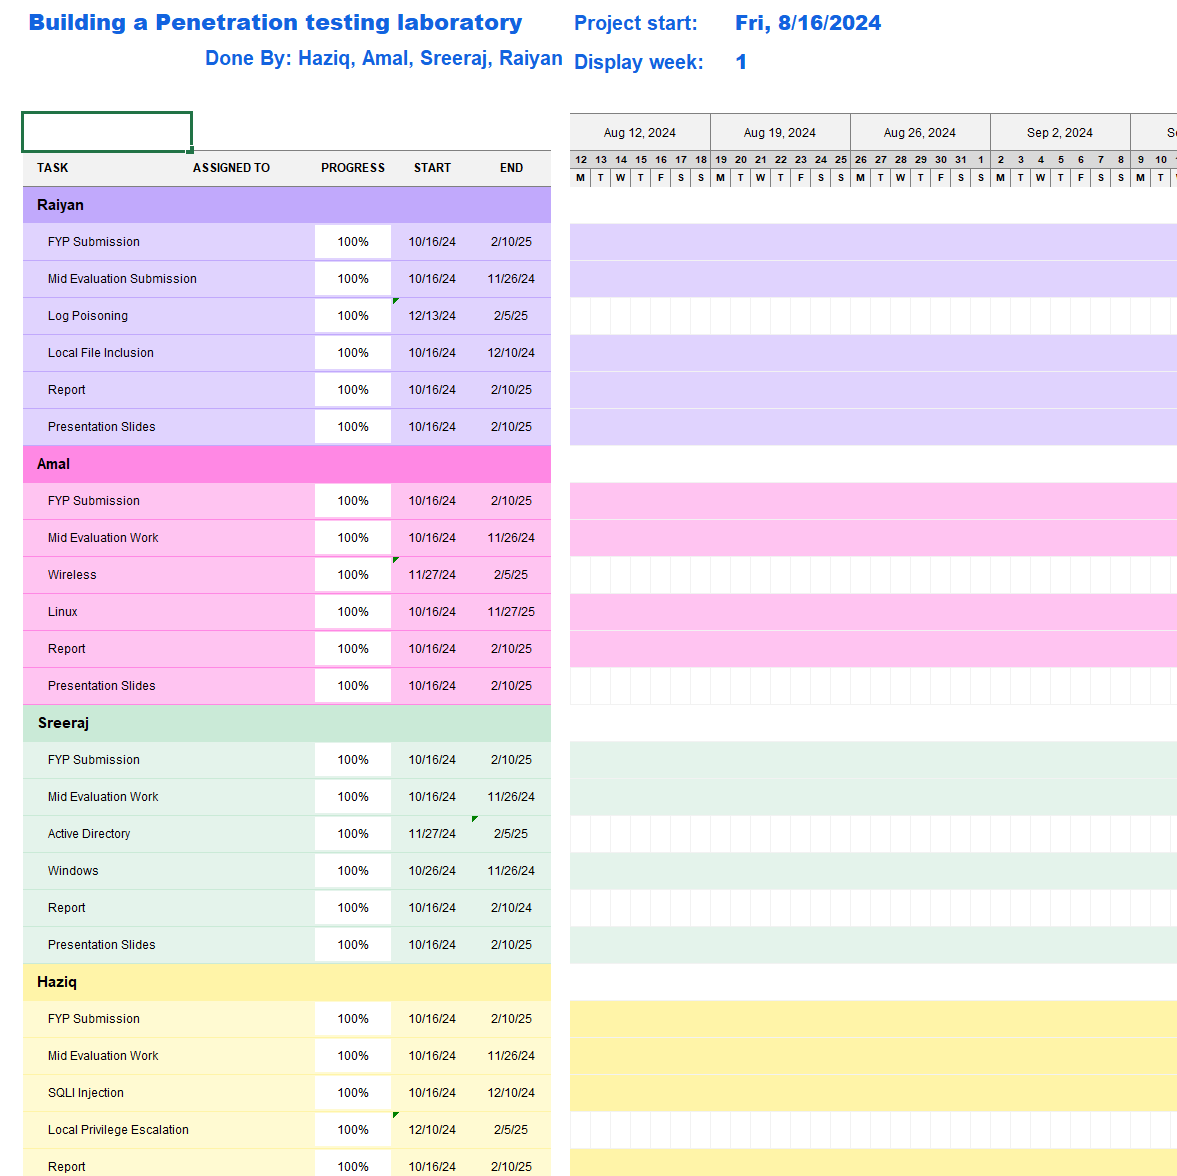 Building a Penetration testing laboratory Project start: Fri, 8/16/2024
Done By: Haziq, Amal, Sreeraj, Raiyan Display week: 1
Aug 12, 2024 Aug 19, 2024 Aug 26, 2024 Sep 2, 2024
12 13 14 15 16 17 18 19 20 21 22 23 24 25 26 27 28 29 30 31 1 2 3 4 5 6 7 8 9 10
TASK ASSIGNED TO PROGRESS START END M T W T F S S M T W T F S S M T W T F S S M T W T F S S M T
Raiyan
FYP Submission 100% 10/16/24 2/10/25
Mid Evaluation Submission 100% 10/16/24 11/26/24
Log Poisoning 100% 12/13/24 2/5/25
Local File Inclusion 100% 10/16/24 12/10/24
Report 100% 10/16/24 2/10/25
Presentation Slides 100% 10/16/24 2/10/25
Amal
FYP Submission 100% 10/16/24 2/10/25
Mid Evaluation Work 100% 10/16/24 11/26/24
Wireless 100% 11/27/24 2/5/25
Linux 100% 10/16/24 11/27/25
Report 100% 10/16/24 2/10/25
Presentation Slides 100% 10/16/24 2/10/25
Sreeraj
FYP Submission 100% 10/16/24 2/10/25
Mid Evaluation Work 100% 10/16/24 11/26/24
Active Directory 100% 11/27/24 2/5/25
Windows 100% 10/26/24 11/26/24
Report 100% 10/16/24 2/10/24
Presentation Slides 100% 10/16/24 2/10/25
Haziq
FYP Submission 100% 10/16/24 2/10/25
Mid Evaluation Work 100% 10/16/24 11/26/24
SQLI Injection 100% 10/16/24 12/10/24
Local Privilege Escalation 100% 12/10/24 2/5/25
Report 100% 10/16/24 2/10/25